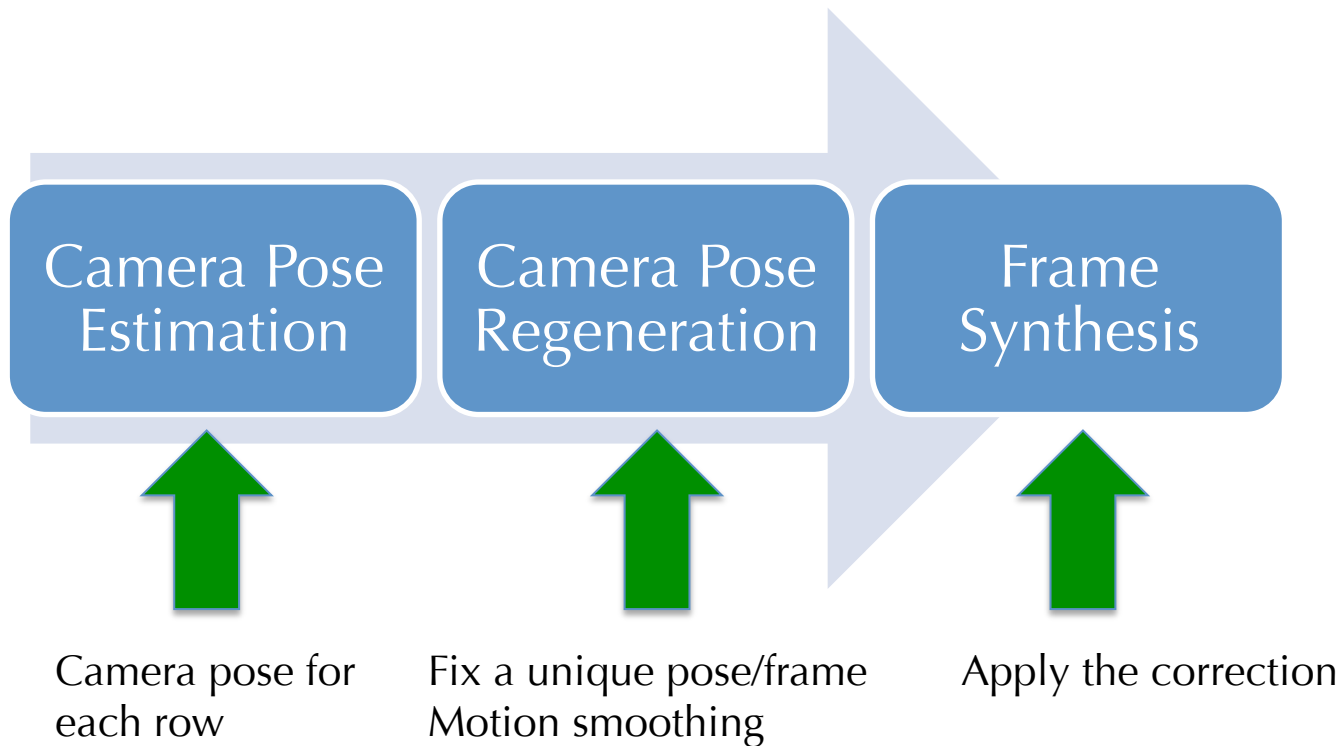 Camera Pose
Estimation
Camera Pose
Regeneration
Frame
Synthesis
Camera pose for
each row
Fix a unique pose/frame
Motion smoothing
Apply the correction